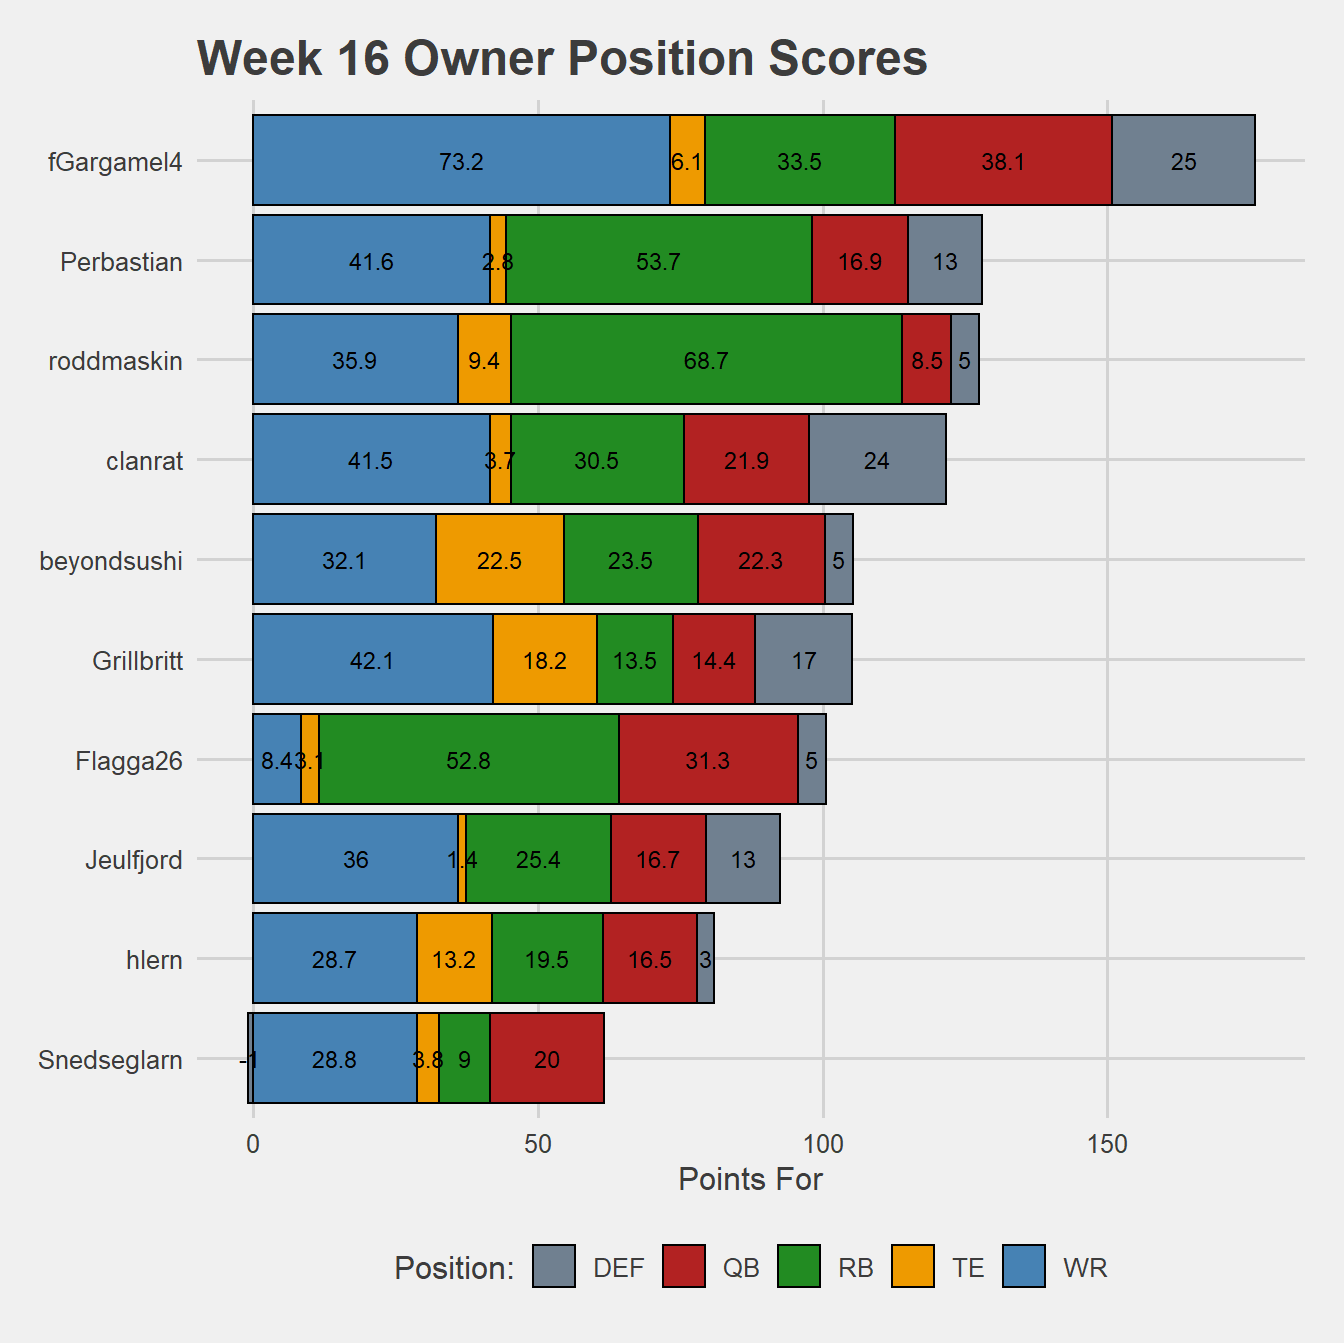 Week 16 Owner Position Scores
fGargamel4 73.2 6.1 33.5 38.1 25
Perbastian 41.6 2.8 53.7 16.9 13
roddmaskin 35.9 9.4 68.7 8.5 5
clanrat 41.5 3.7 30.5 21.9 24
beyondsushi 32.1 22.5 23.5 22.3 5
Grillbritt 42.1 18.2 13.5 14.4 17
Flagga26 8.4 3.1 52.8 31.3 5
Jeulfjord 36 1.4 25.4 16.7 13
hlern 28.7 13.2 19.5 16.5 3
Snedseglarn -1 28.8 3.8 9 20
0 50 100 150
Points For
Position: DEF QB RB TE WR